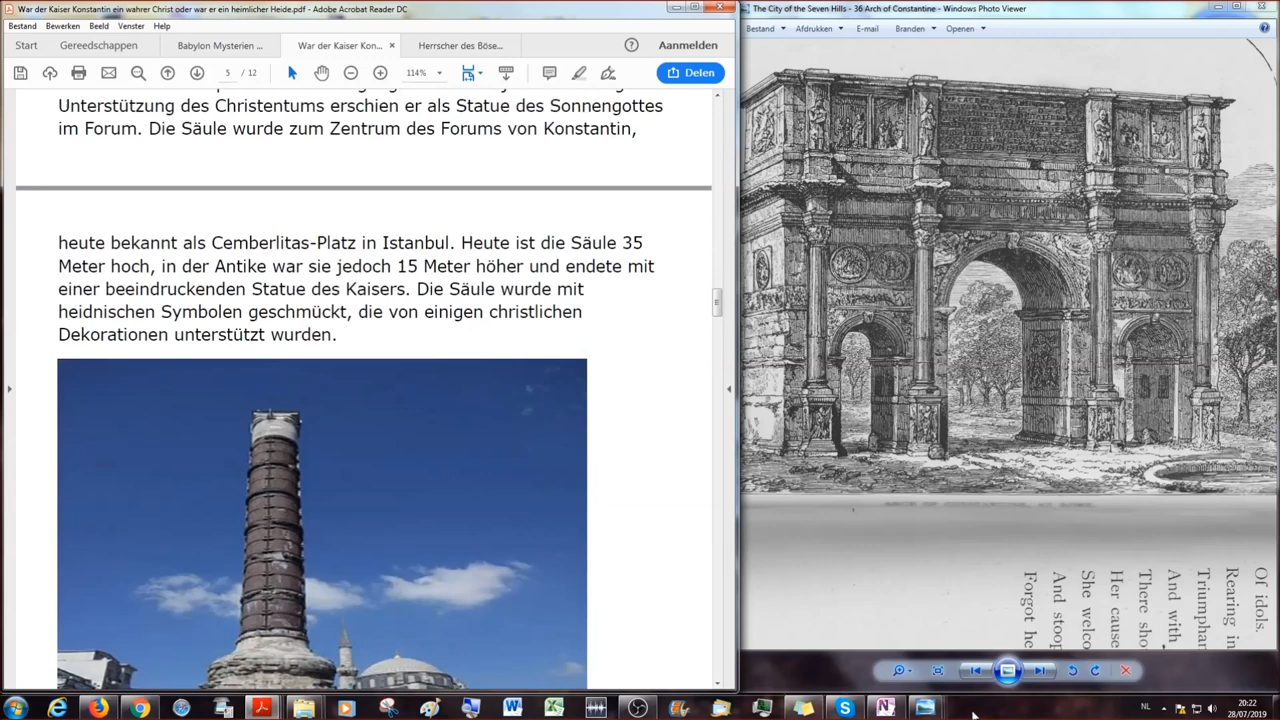 War der Kaiser Konstantin ein wahrer Christ oder war er ein heimlicher Heide.pdf - Adobe Acrobat Reader DC
Bestand Bewerken Beeld Venster Help
Start Gereedschappen Babylon Mysterien ... War der Kaiser Kon... × Herrscher des Böse... Aanmelden
5 / 12 114% Delen
Unterstützung des Christentums erschien er als Statue des Sonnengottes
im Forum. Die Säule wurde zum Zentrum des Forums von Konstantin,
heute bekannt als Cemberlitas-Platz in Istanbul. Heute ist die Säule 35
Meter hoch, in der Antike war sie jedoch 15 Meter höher und endete mit
einer beeindruckenden Statue des Kaisers. Die Säule wurde mit
heidnischen Symbolen geschmückt, die von einigen christlichen
Dekorationen unterstützt wurden.
The City of the Seven Hills - 36 Arch of Constantine - Windows Photo Viewer
Bestand Afdrukken E-mail Branden Openen
Of idols.
Rearing in
Triumphar
And with
There sho
Her cause
She welco
And stoop
Forgot he
NL 20:22
28/07/2019